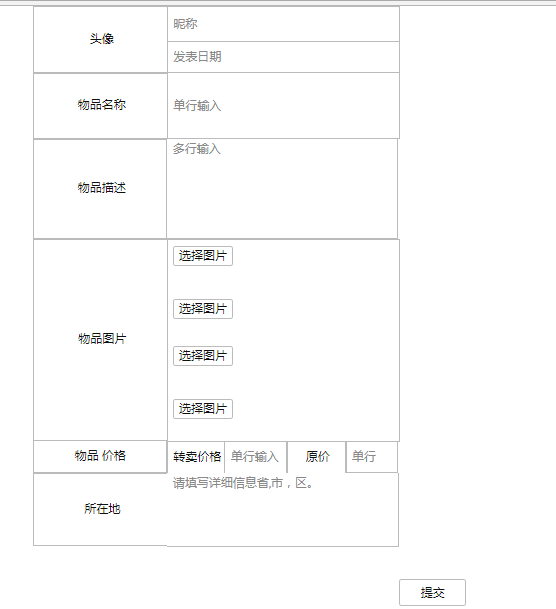 头像
昵称
发表日期
物品名称
单行输入
多行输入
物品描述
选择图片
选择图片
物品图片
选择图片
选择图片
物品 价格 转卖价格 单行输入 原价 单行
请填写详细信息省,市，区。
所在地
提交